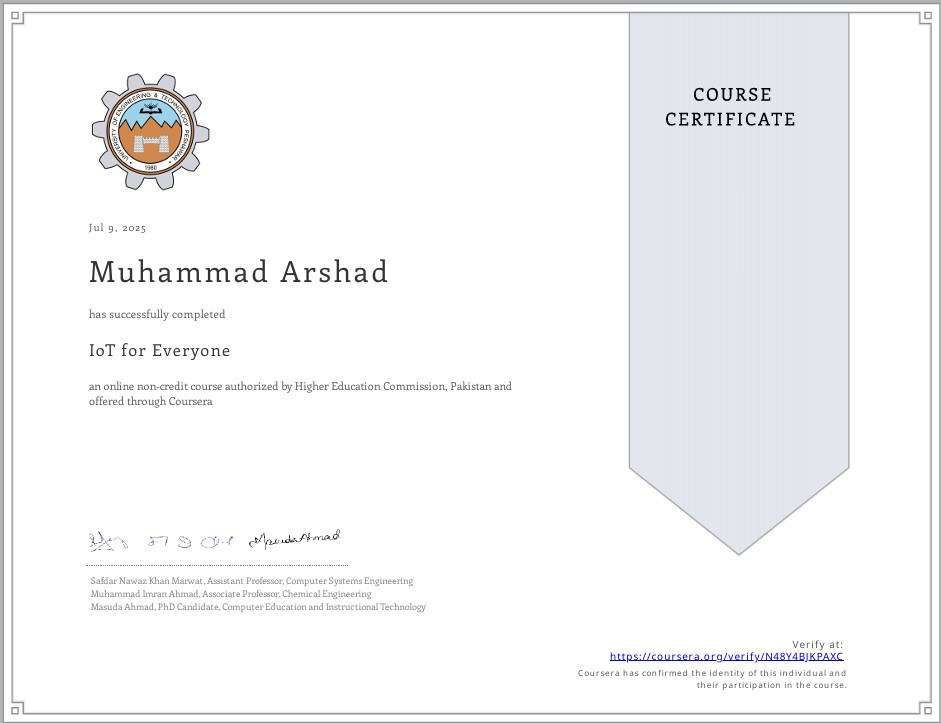 COURSE
CERTIFICATE
UNIVERSITY OF ENGINEERING & TECHNOLOGY PESHAWAR
1980
Jul 9, 2025
Muhammad Arshad
has successfully completed
IoT for Everyone
an online non-credit course authorized by Higher Education Commission, Pakistan and
offered through Coursera
Masuda Ahmad
Safdar Nawaz Khan Marwat, Assistant Professor, Computer Systems Engineering
Muhammad Imran Ahmad, Associate Professor, Chemical Engineering
Masuda Ahmad, PhD Candidate, Computer Education and Instructional Technology
Verify at:
https://coursera.org/verify/N48Y4BJKPAXC
Coursera has confirmed the identity of this individual and
their participation in the course.